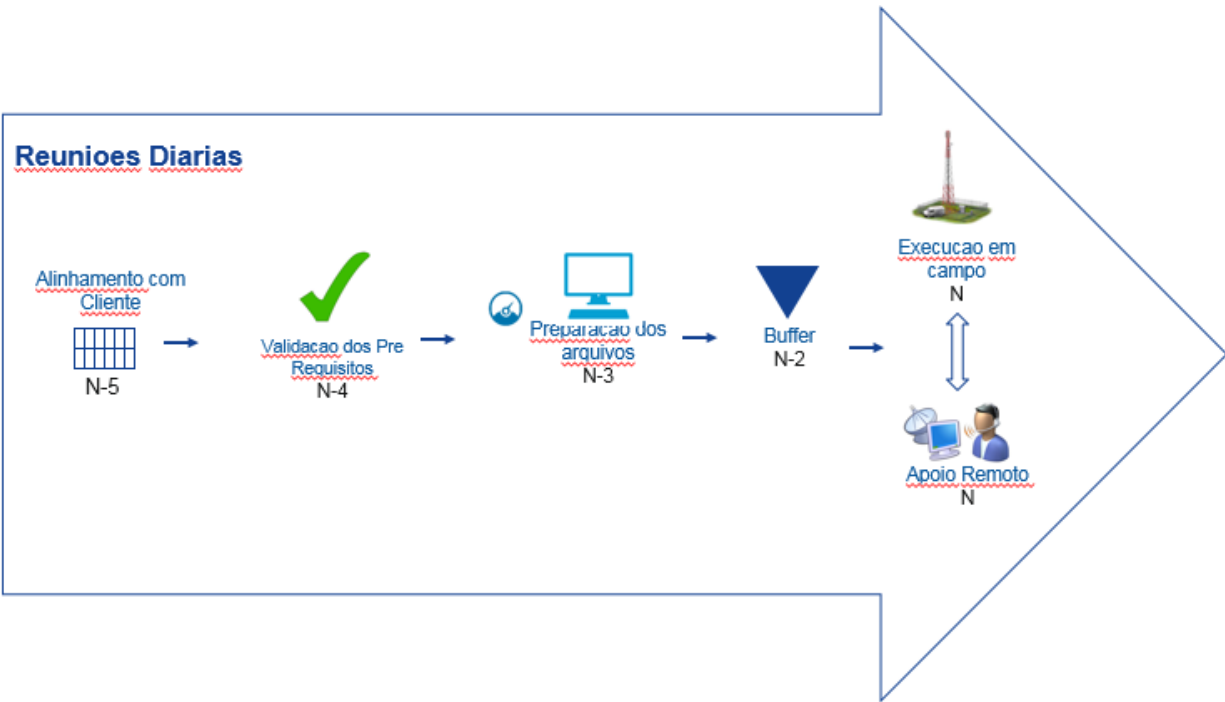 Reunioes Diarias
Alinhamento com
Cliente
N-5
Validacao dos Pre
Requisitos
N-4
Preparacao dos
arquivos
N-3
Buffer
N-2
Execucao em
campo
N
Apoio Remoto
N